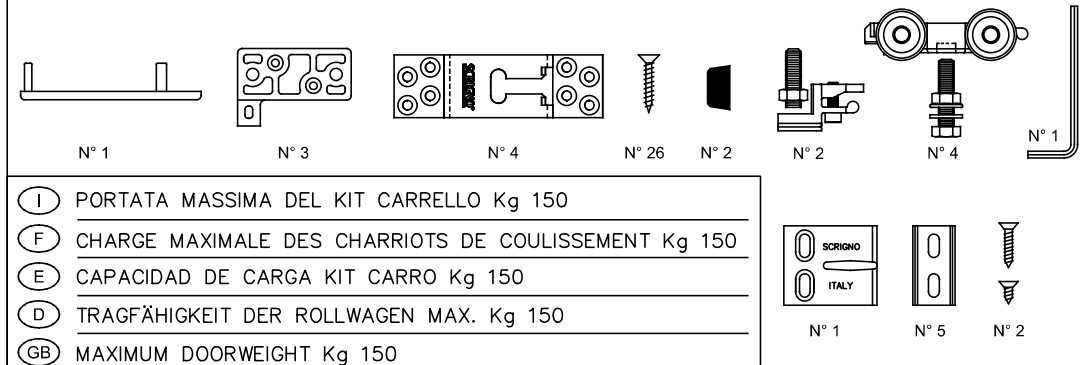 SCRIGNO
N° 1
N° 3
N° 4
N° 26
N° 2
N° 2
N° 4
N° 1
I PORTATA MASSIMA DEL KIT CARRELLO Kg 150
F CHARGE MAXIMALE DES CHARRIOTS DE COULISSEMENT Kg 150
E CAPACIDAD DE CARGA KIT CARRO Kg 150
D TRAGFÄHIGKEIT DER ROLLWAGEN MAX. Kg 150
GB MAXIMUM DOORWEIGHT Kg 150
SCRIGNO
ITALY
N° 1
N° 5
N° 2